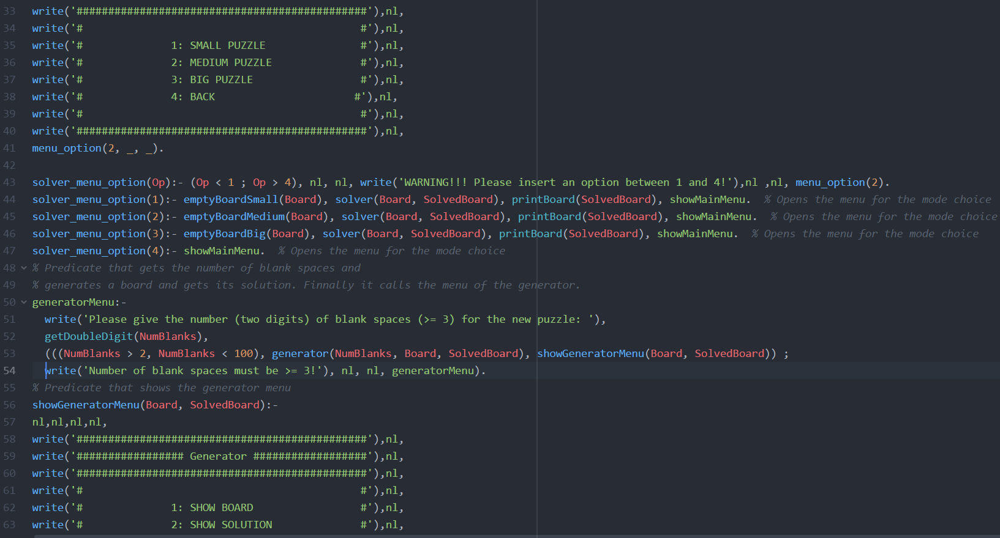 33 write('##############################################'),nl,
34 write('#                                            #'),nl,
35 write('#              1: SMALL PUZZLE               #'),nl,
36 write('#              2: MEDIUM PUZZLE              #'),nl,
37 write('#              3: BIG PUZZLE                 #'),nl,
38 write('#              4: BACK                      #'),nl,
39 write('#                                            #'),nl,
40 write('##############################################'),nl,
41 menu_option(2, _, _).
42
43 solver_menu_option(Op):- (Op < 1 ; Op > 4), nl, nl, write('WARNING!!! Please insert an option between 1 and 4!'),nl ,nl, menu_option(2).
44 solver_menu_option(1):- emptyBoardSmall(Board), solver(Board, SolvedBoard), printBoard(SolvedBoard), showMainMenu.  % Opens the menu for the mode choice
45 solver_menu_option(2):- emptyBoardMedium(Board), solver(Board, SolvedBoard), printBoard(SolvedBoard), showMainMenu.  % Opens the menu for the mode choice
46 solver_menu_option(3):- emptyBoardBig(Board), solver(Board, SolvedBoard), printBoard(SolvedBoard), showMainMenu.  % Opens the menu for the mode choice
47 solver_menu_option(4):- showMainMenu.  % Opens the menu for the mode choice
48 % Predicate that gets the number of blank spaces and
49 % generates a board and gets its solution. Finnally it calls the menu of the generator.
50 generatorMenu:-
51   write('Please give the number (two digits) of blank spaces (>= 3) for the new puzzle: '),
52   getDoubleDigit(NumBlanks),
53   (((NumBlanks > 2, NumBlanks < 100), generator(NumBlanks, Board, SolvedBoard), showGeneratorMenu(Board, SolvedBoard)) ;
54   write('Number of blank spaces must be >= 3!'), nl, nl, generatorMenu).
55 % Predicate that shows the generator menu
56 showGeneratorMenu(Board, SolvedBoard):-
57 nl,nl,nl,nl,
58 write('##############################################'),nl,
59 write('################# Generator ##################'),nl,
60 write('##############################################'),nl,
61 write('#                                            #'),nl,
62 write('#              1: SHOW BOARD                 #'),nl,
63 write('#              2: SHOW SOLUTION              #'),nl,